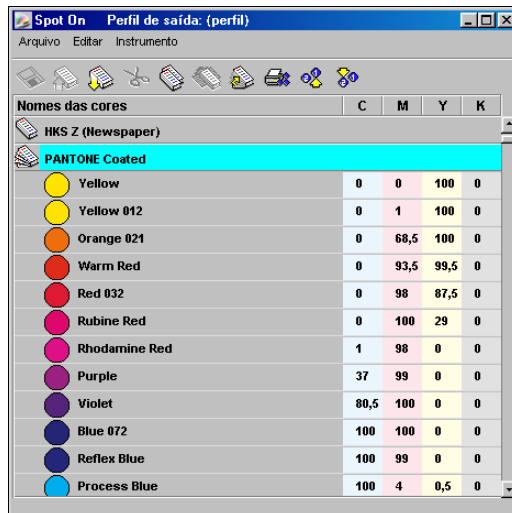 Spot On Perfil de saída: {perfil}
Arquivo Editar Instrumento
Nomes das cores C M Y K
HKS Z (Newspaper)
PANTONE Coated
Yellow 0 0 100 0
Yellow 012 0 1 100 0
Orange 021 0 68,5 100 0
Warm Red 0 93,5 99,5 0
Red 032 0 98 87,5 0
Rubine Red 0 100 29 0
Rhodamine Red 1 98 0 0
Purple 37 99 0 0
Violet 80,5 100 0 0
Blue 072 100 100 0 0
Reflex Blue 100 99 0 0
Process Blue 100 4 0,5 0